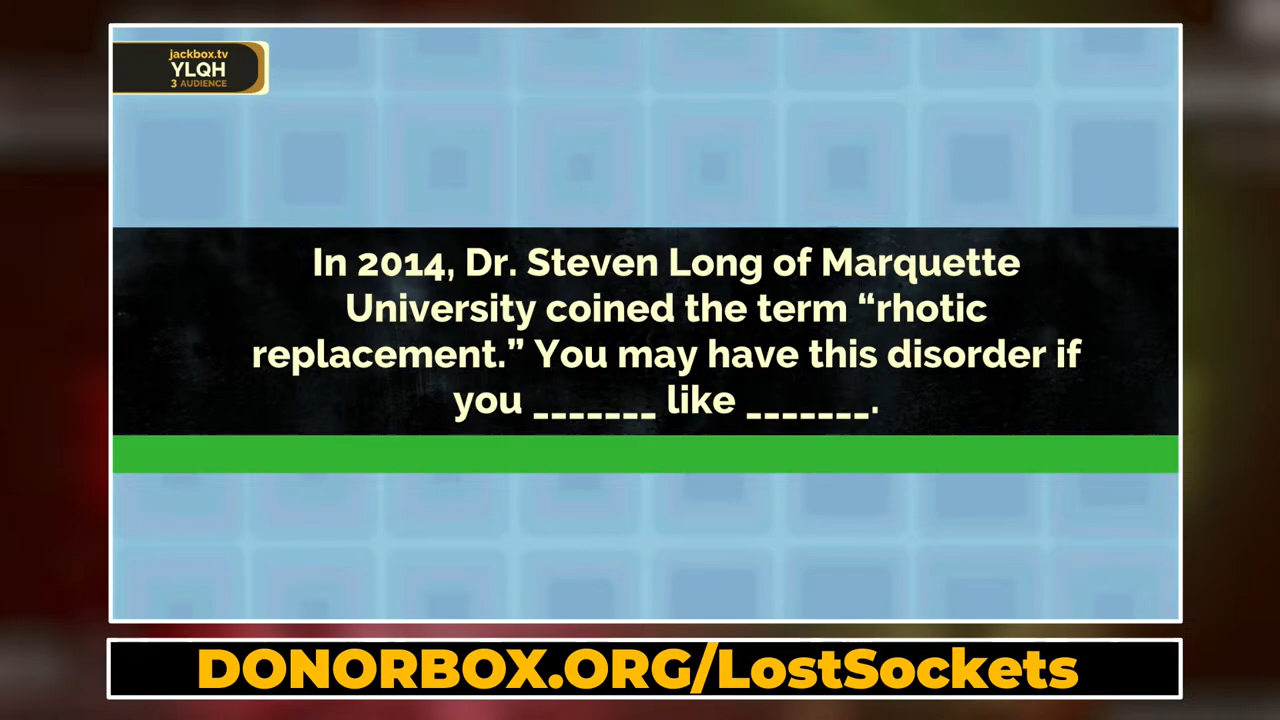 jackbox.tv
YLQH
3 AUDIENCE
In 2014, Dr. Steven Long of Marquette
University coined the term “rhotic
replacement.” You may have this disorder if
you _______ like _______.
DONORBOX.ORG/LostSockets